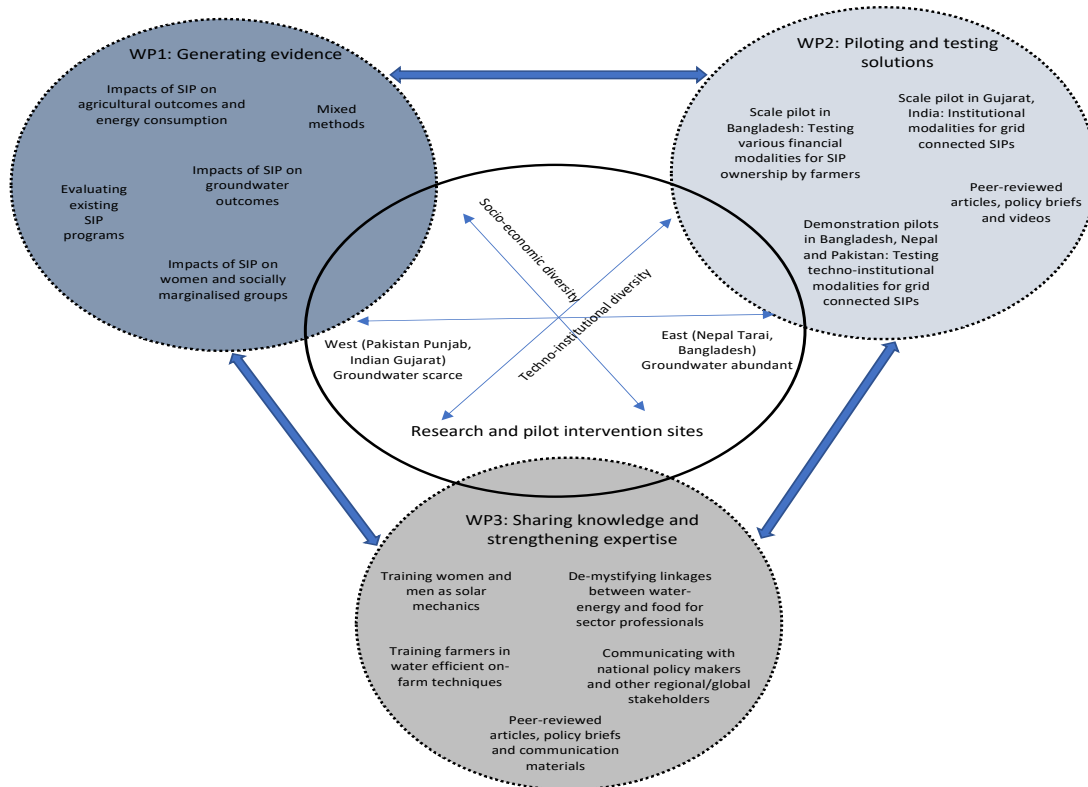 WP1: Generating evidence
Impacts of SIP on
agricultural outcomes and
energy consumption
Mixed
methods
Impacts of SIP on
groundwater
outcomes
Evaluating
existing
SIP
programs
Impacts of SIP on
women and socially
marginalised groups
WP2: Piloting and testing
solutions
Scale pilot in
Bangladesh: Testing
various financial
modalities for SIP
ownership by farmers
Scale pilot in Gujarat,
India: Institutional
modalities for grid
connected SIPs
Peer-reviewed
articles, policy briefs
and videos
Demonstration pilots
in Bangladesh, Nepal
and Pakistan: Testing
techno-institutional
modalities for grid
connected SIPs
Socio-economic diversity
Techno-institutional diversity
West (Pakistan Punjab,
Indian Gujarat)
Groundwater scarce
East (Nepal Tarai,
Bangladesh)
Groundwater abundant
Research and pilot intervention sites
WP3: Sharing knowledge and
strengthening expertise
Training women and
men as solar
mechanics
De-mystifying linkages
between water-
energy and food for
sector professionals
Training farmers in
water efficient on-
farm techniques
Communicating with
national policy makers
and other regional/global
stakeholders
Peer-reviewed
articles, policy briefs
and communication
materials